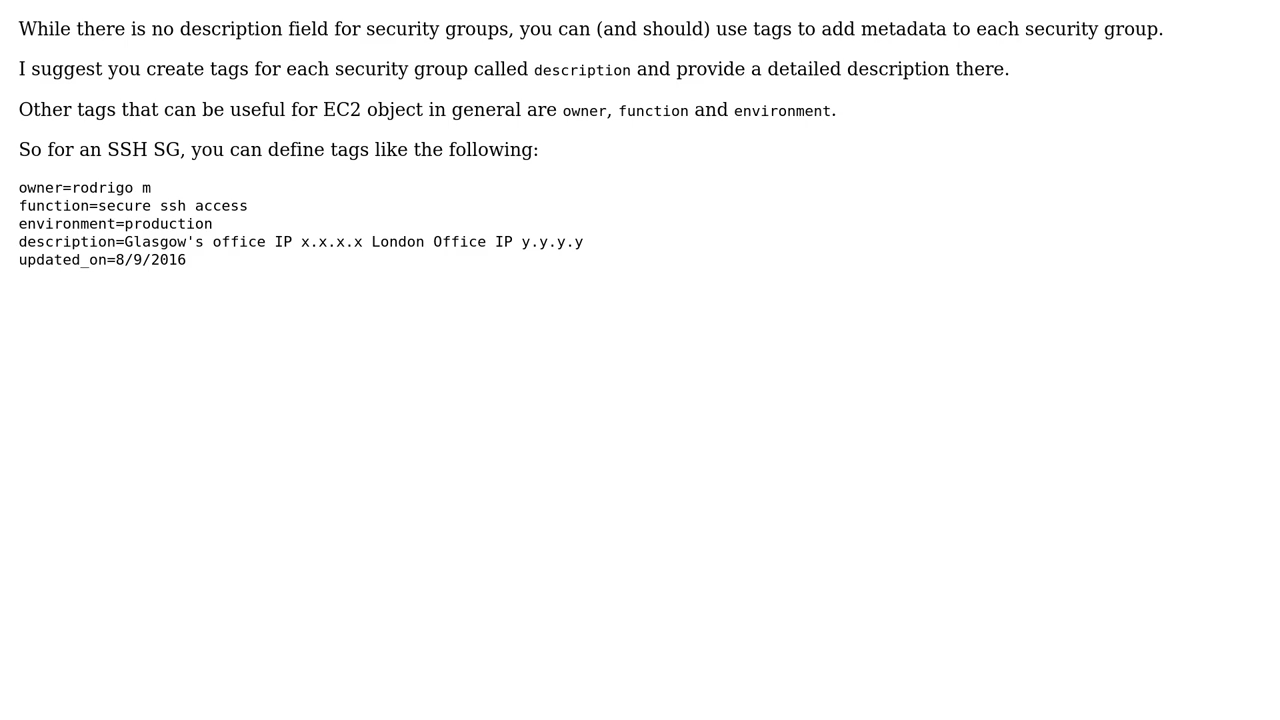 While there is no description field for security groups, you can (and should) use tags to add metadata to each security group.
I suggest you create tags for each security group called description and provide a detailed description there.
Other tags that can be useful for EC2 object in general are owner, function and environment.
So for an SSH SG, you can define tags like the following:
owner=rodrigo m
function=secure ssh access
environment=production
description=Glasgow's office IP x.x.x.x London Office IP y.y.y.y
updated_on=8/9/2016